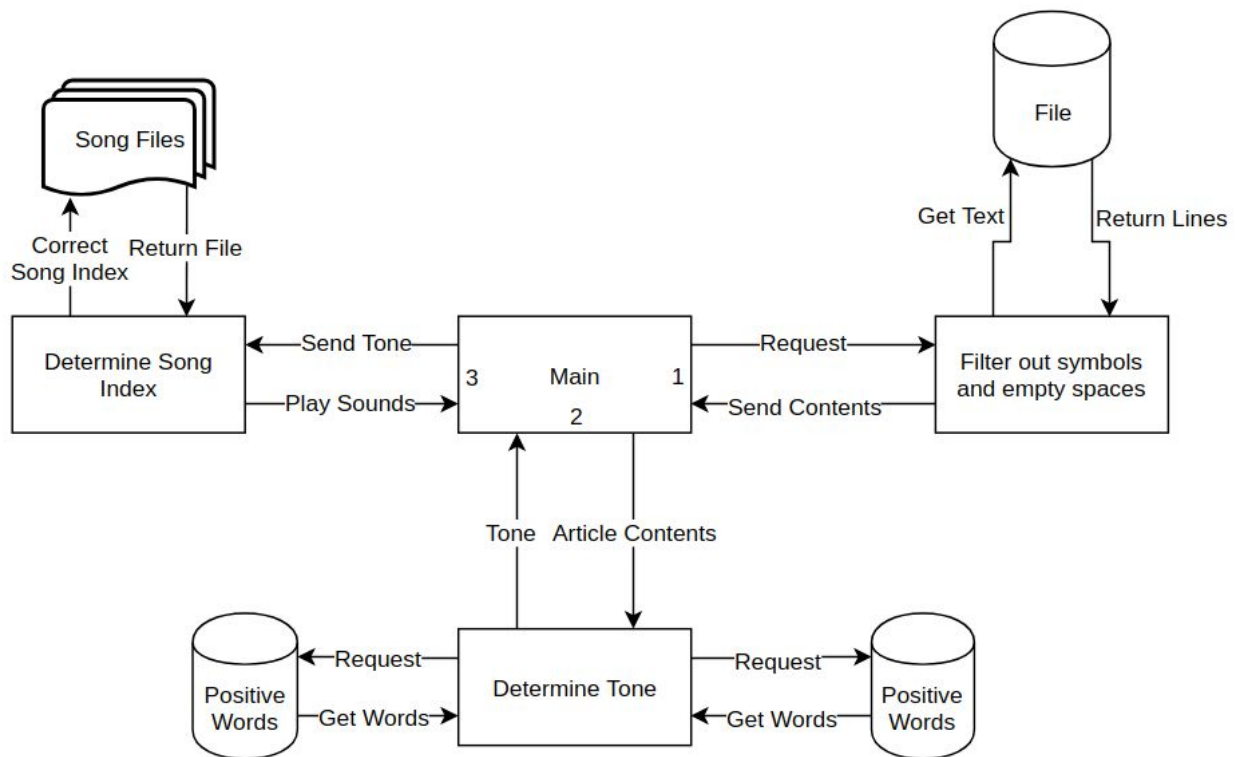 File
Song Files
Get Text
Return Lines
Correct
Song Index
Return File
Determine Song
Index
Send Tone
Play Sounds
3
Main
1
2
Request
Send Contents
Filter out symbols
and empty spaces
Tone
Article Contents
Positive
Words
Request
Get Words
Determine Tone
Request
Get Words
Positive
Words